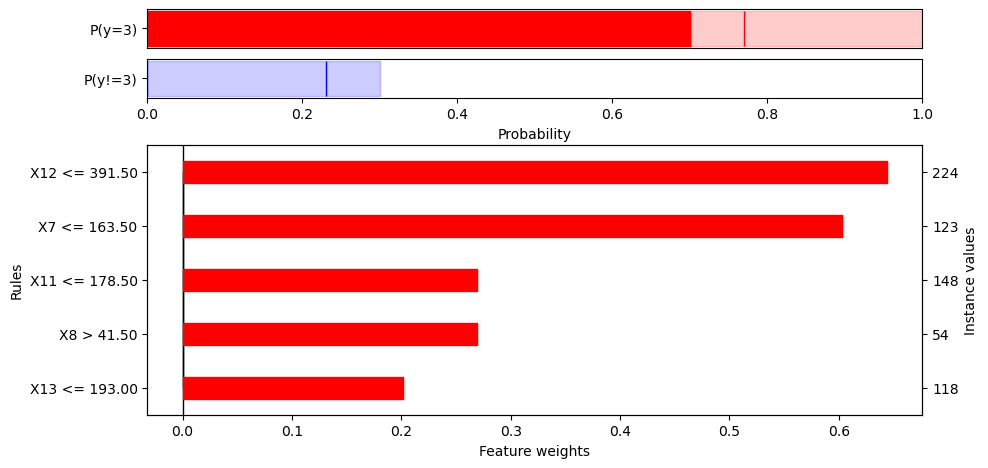 P(y=3)
P(y!=3)
0.0 0.2 0.4 0.6 0.8 1.0
Probability
X12 <= 391.50 224
X7 <= 163.50 123
X11 <= 178.50 148
X8 > 41.50 54
X13 <= 193.00 118
Rules
Instance values
0.0 0.1 0.2 0.3 0.4 0.5 0.6
Feature weights